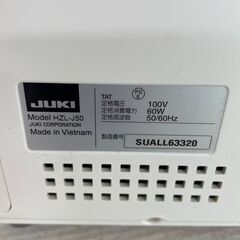 JUKI
Model HZL-J50
JUKI CORPORATION
Made in Vietnam
TAT
PS
E
定格電圧 100V
定格消費電力 60W
定格周波数 50/60Hz
製造番号 SUALL63320